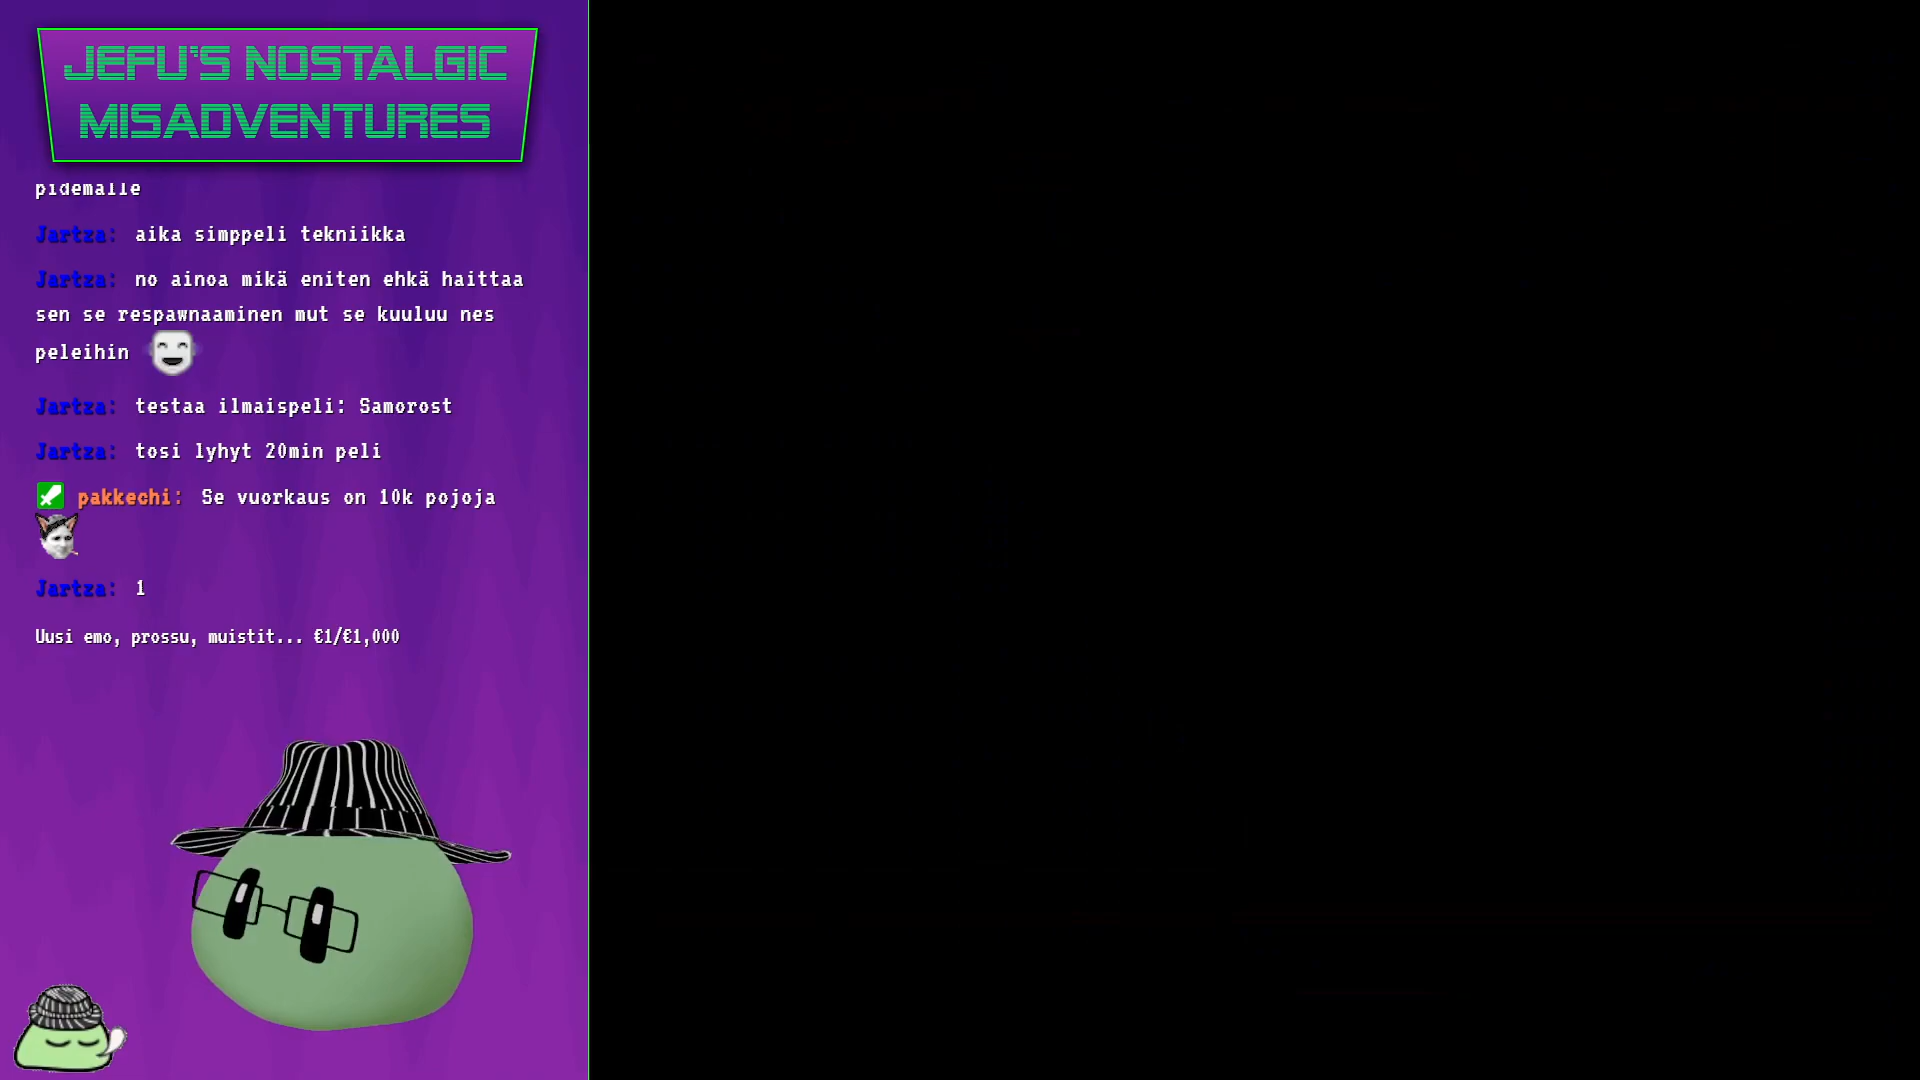 JEFU'S NOSTALGIC
MISADVENTURES
pidemalle
Jartza: aika simppeli tekniikka
Jartza: no ainoa mikä eniten ehkä haittaa
sen se respawnaaminen mut se kuuluu nes
peleihin
Jartza: testaa ilmaispeli: Samorost
Jartza: tosi lyhyt 20min peli
pakkechi: Se vuorkaus on 10k pojoja
Jartza: 1
Uusi emo, prossu, muistit... €1/€1,000